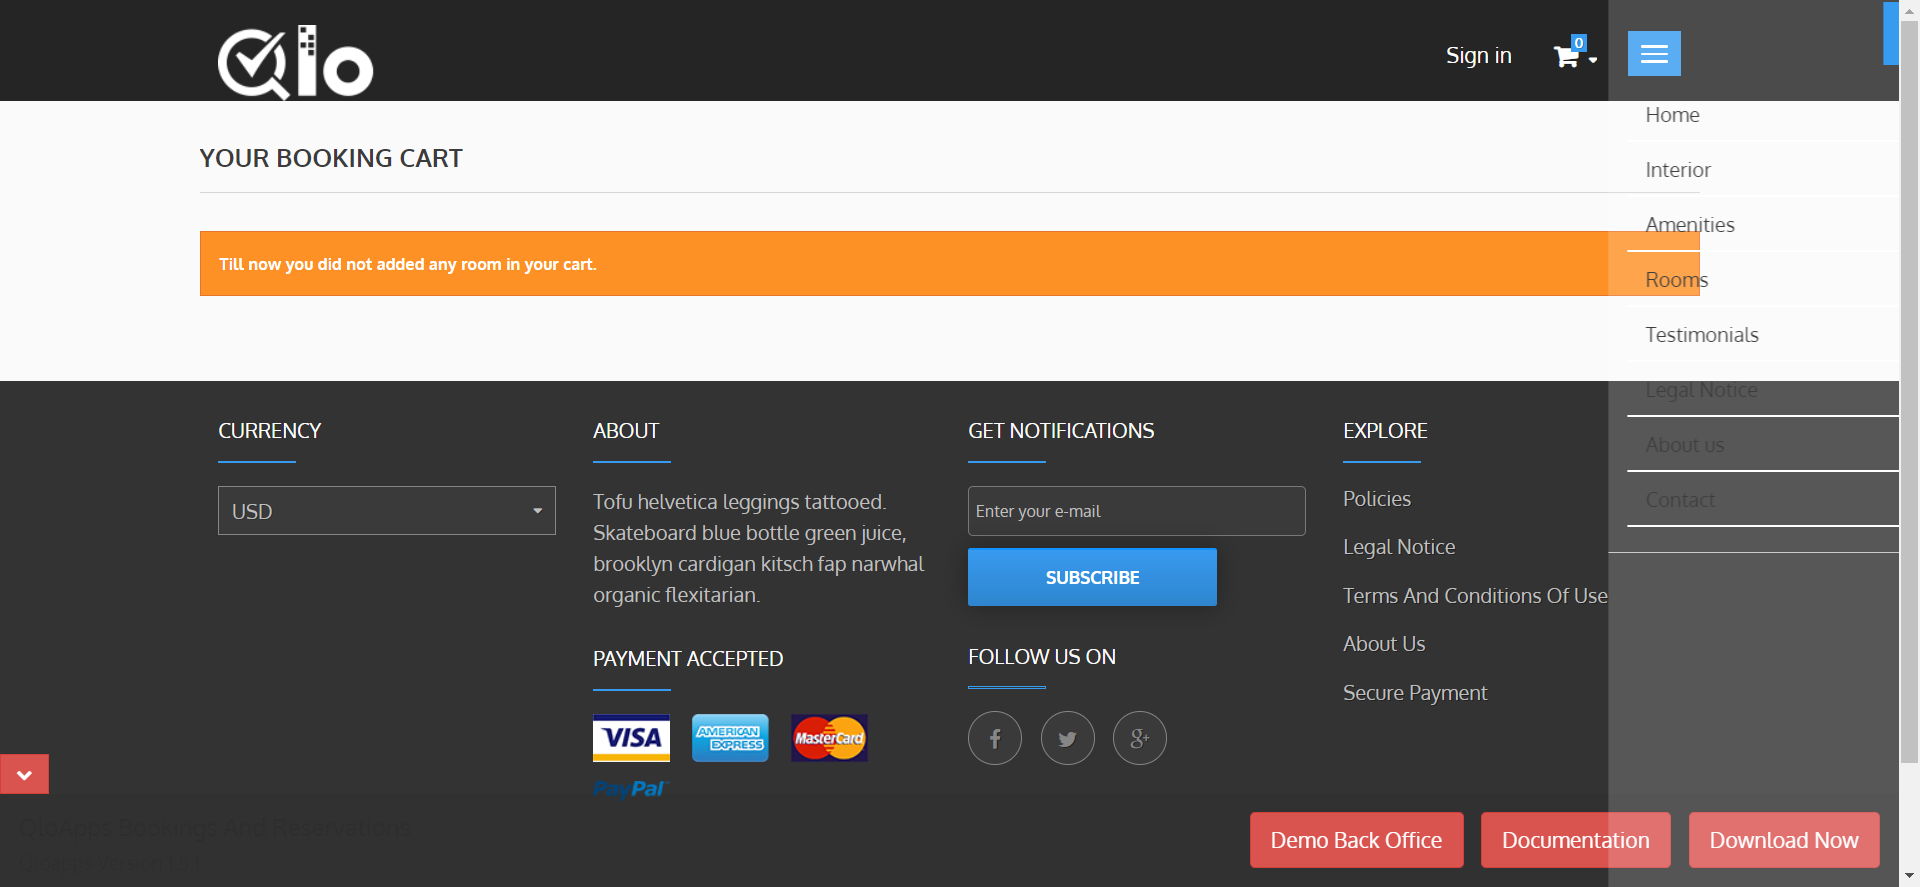 Qlo
Sign in
0
Home
Interior
Amenities
Rooms
Testimonials
Legal Notice
About us
Contact
YOUR BOOKING CART
Till now you did not added any room in your cart.
CURRENCY
USD
ABOUT
Tofu helvetica leggings tattooed.
Skateboard blue bottle green juice,
brooklyn cardigan kitsch fap narwhal
organic flexitarian.
PAYMENT ACCEPTED
VISA
AMERICAN
EXPRESS
MasterCard
PayPal
GET NOTIFICATIONS
Enter your e-mail
SUBSCRIBE
FOLLOW US ON
EXPLORE
Policies
Legal Notice
Terms And Conditions Of Use
About Us
Secure Payment
QloApps Bookings And Reservations
Demo Back Office
Documentation
Download Now